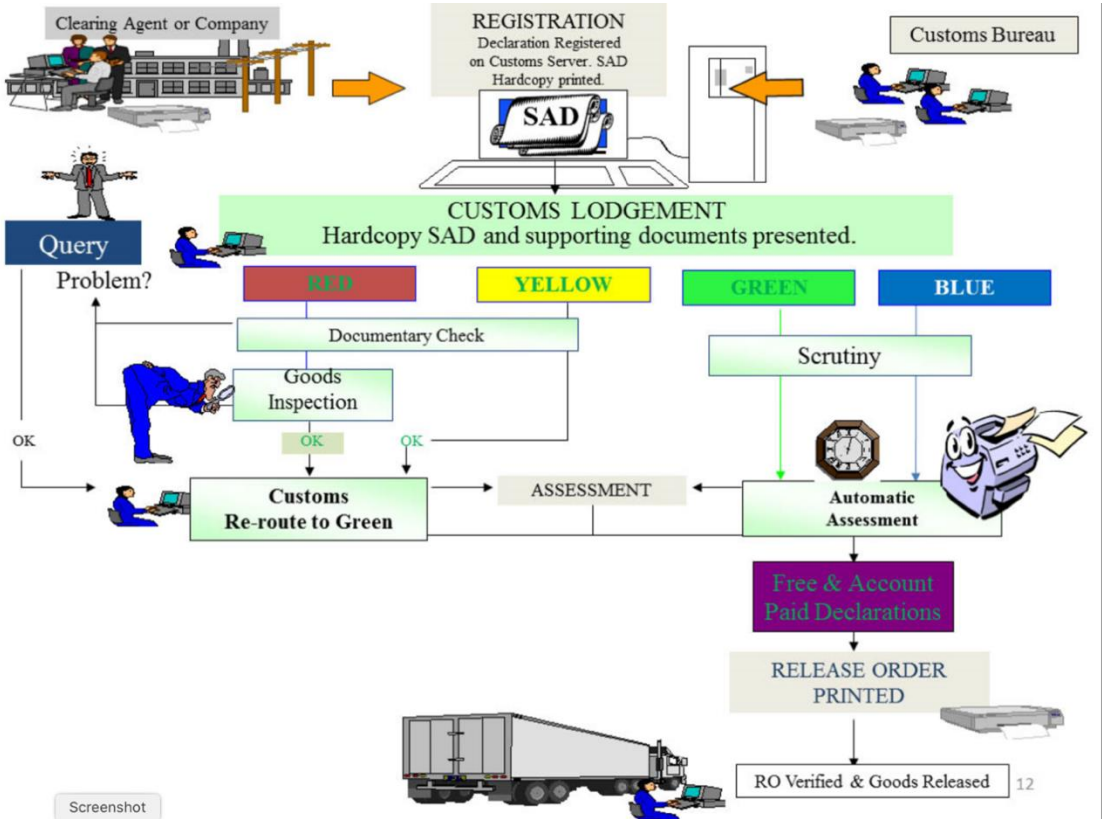 Clearing Agent or Company
REGISTRATION
Declaration Registered
on Customs Server. SAD
Hardcopy printed.
Customs Bureau
SAD
CUSTOMS LODGEMENT
Hardcopy SAD and supporting documents presented.
Query
Problem?
RED
YELLOW
GREEN
BLUE
Documentary Check
Scrutiny
Goods
Inspection
OK
OK
OK
Customs
Re-route to Green
ASSESSMENT
Automatic
Assessment
Free & Account
Paid Declarations
RELEASE ORDER
PRINTED
RO Verified & Goods Released
12
Screenshot